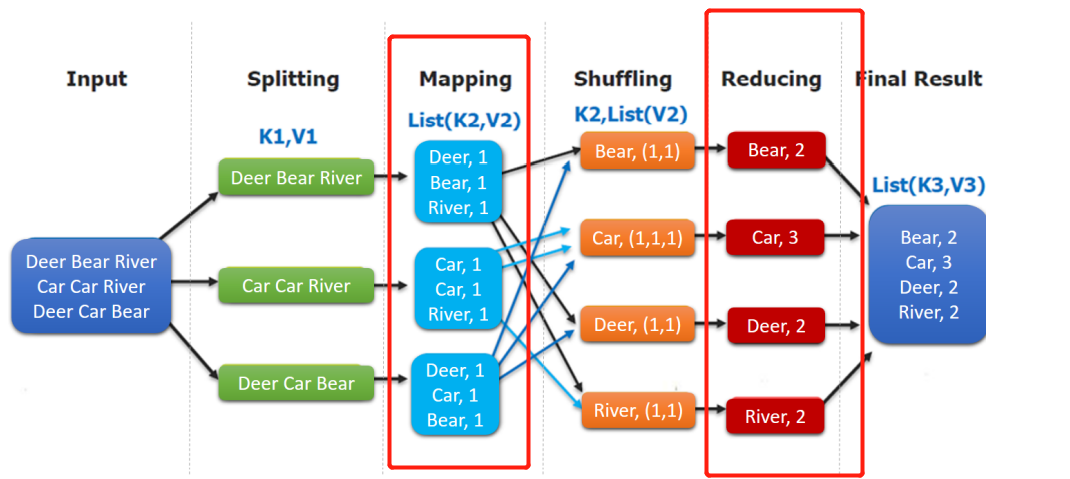 Input
Splitting
Mapping
Shuffling
Reducing
Final Result
K1,V1
List(K2,V2)
K2,List(V2)
List(K3,V3)
Deer Bear River
Car Car River
Deer Car Bear
Deer Bear River
Car Car River
Deer Car Bear
Deer, 1
Bear, 1
River, 1
Car, 1
Car, 1
River, 1
Deer, 1
Car, 1
Bear, 1
Bear, (1,1)
Car, (1,1,1)
Deer, (1,1)
River, (1,1)
Bear, 2
Car, 3
Deer, 2
River, 2
Bear, 2
Car, 3
Deer, 2
River, 2